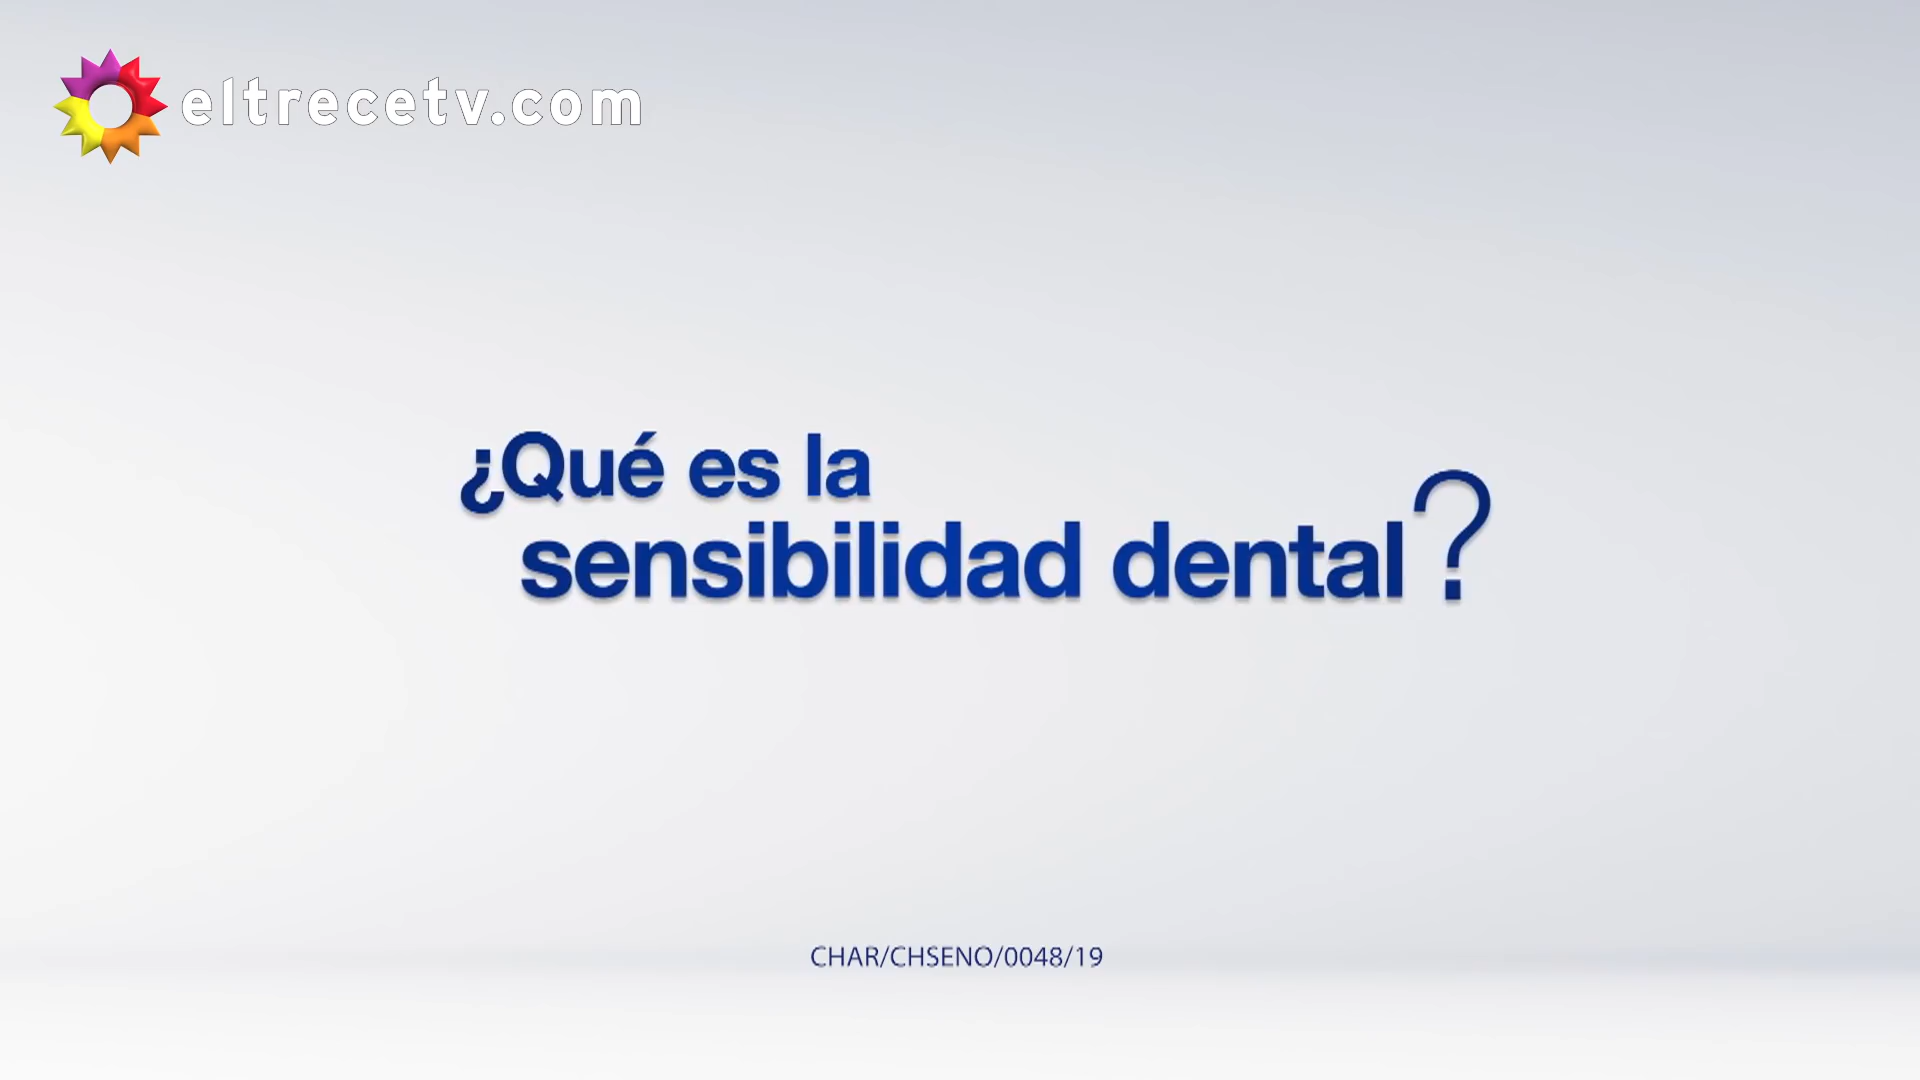 eltrecetv.com
¿Qué es la
sensibilidad dental?
CHAR/CHSENO/0048/19